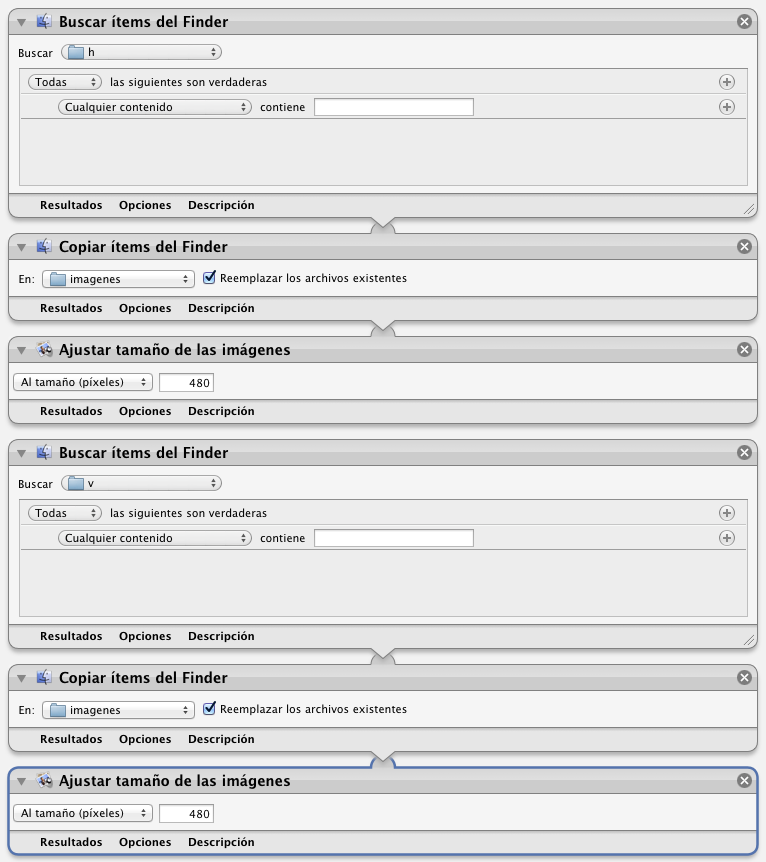 Buscar ítems del Finder
Buscar h
Todas las siguientes son verdaderas
Cualquier contenido contiene
Resultados Opciones Descripción
Copiar ítems del Finder
En: imagenes Reemplazar los archivos existentes
Resultados Opciones Descripción
Ajustar tamaño de las imágenes
Al tamaño (píxeles) 480
Resultados Opciones Descripción
Buscar ítems del Finder
Buscar v
Todas las siguientes son verdaderas
Cualquier contenido contiene
Resultados Opciones Descripción
Copiar ítems del Finder
En: imagenes Reemplazar los archivos existentes
Resultados Opciones Descripción
Ajustar tamaño de las imágenes
Al tamaño (píxeles) 480
Resultados Opciones Descripción